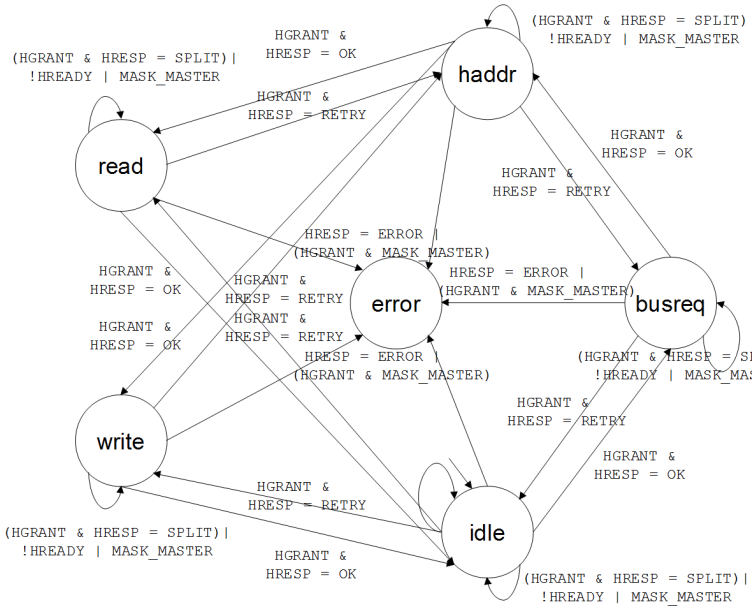 HGRANT &
HRESP = OK
(HGRANT & HRESP = SPLIT)|
!HREADY | MASK_MASTER
(HGRANT & HRESP = SPLIT)|
!HREADY | MASK_MASTER
haddr
HGRANT &
HRESP = RETRY
HGRANT &
HRESP = OK
read
HGRANT &
HRESP = RETRY
HRESP = ERROR |
(HGRANT & MASK_MASTER)
HGRANT &
HRESP = OK
HGRANT &
HRESP = RETRY
HRESP = ERROR |
(HGRANT & MASK_MASTER)
error
busreq
HGRANT &
HRESP = OK
HGRANT &
HRESP = RETRY
HRESP = ERROR |
(HGRANT & MASK_MASTER)
(HGRANT & HRESP =
!HREADY |
HGRANT &
HRESP = RETRY
write
HGRANT &
HRESP = OK
HGRANT &
HRESP = RETRY
(HGRANT & HRESP = SPLIT)|
!HREADY | MASK_MASTER
idle
HGRANT &
HRESP = OK
(HGRANT & HRESP = SPLIT)|
!HREADY | MASK_MASTER